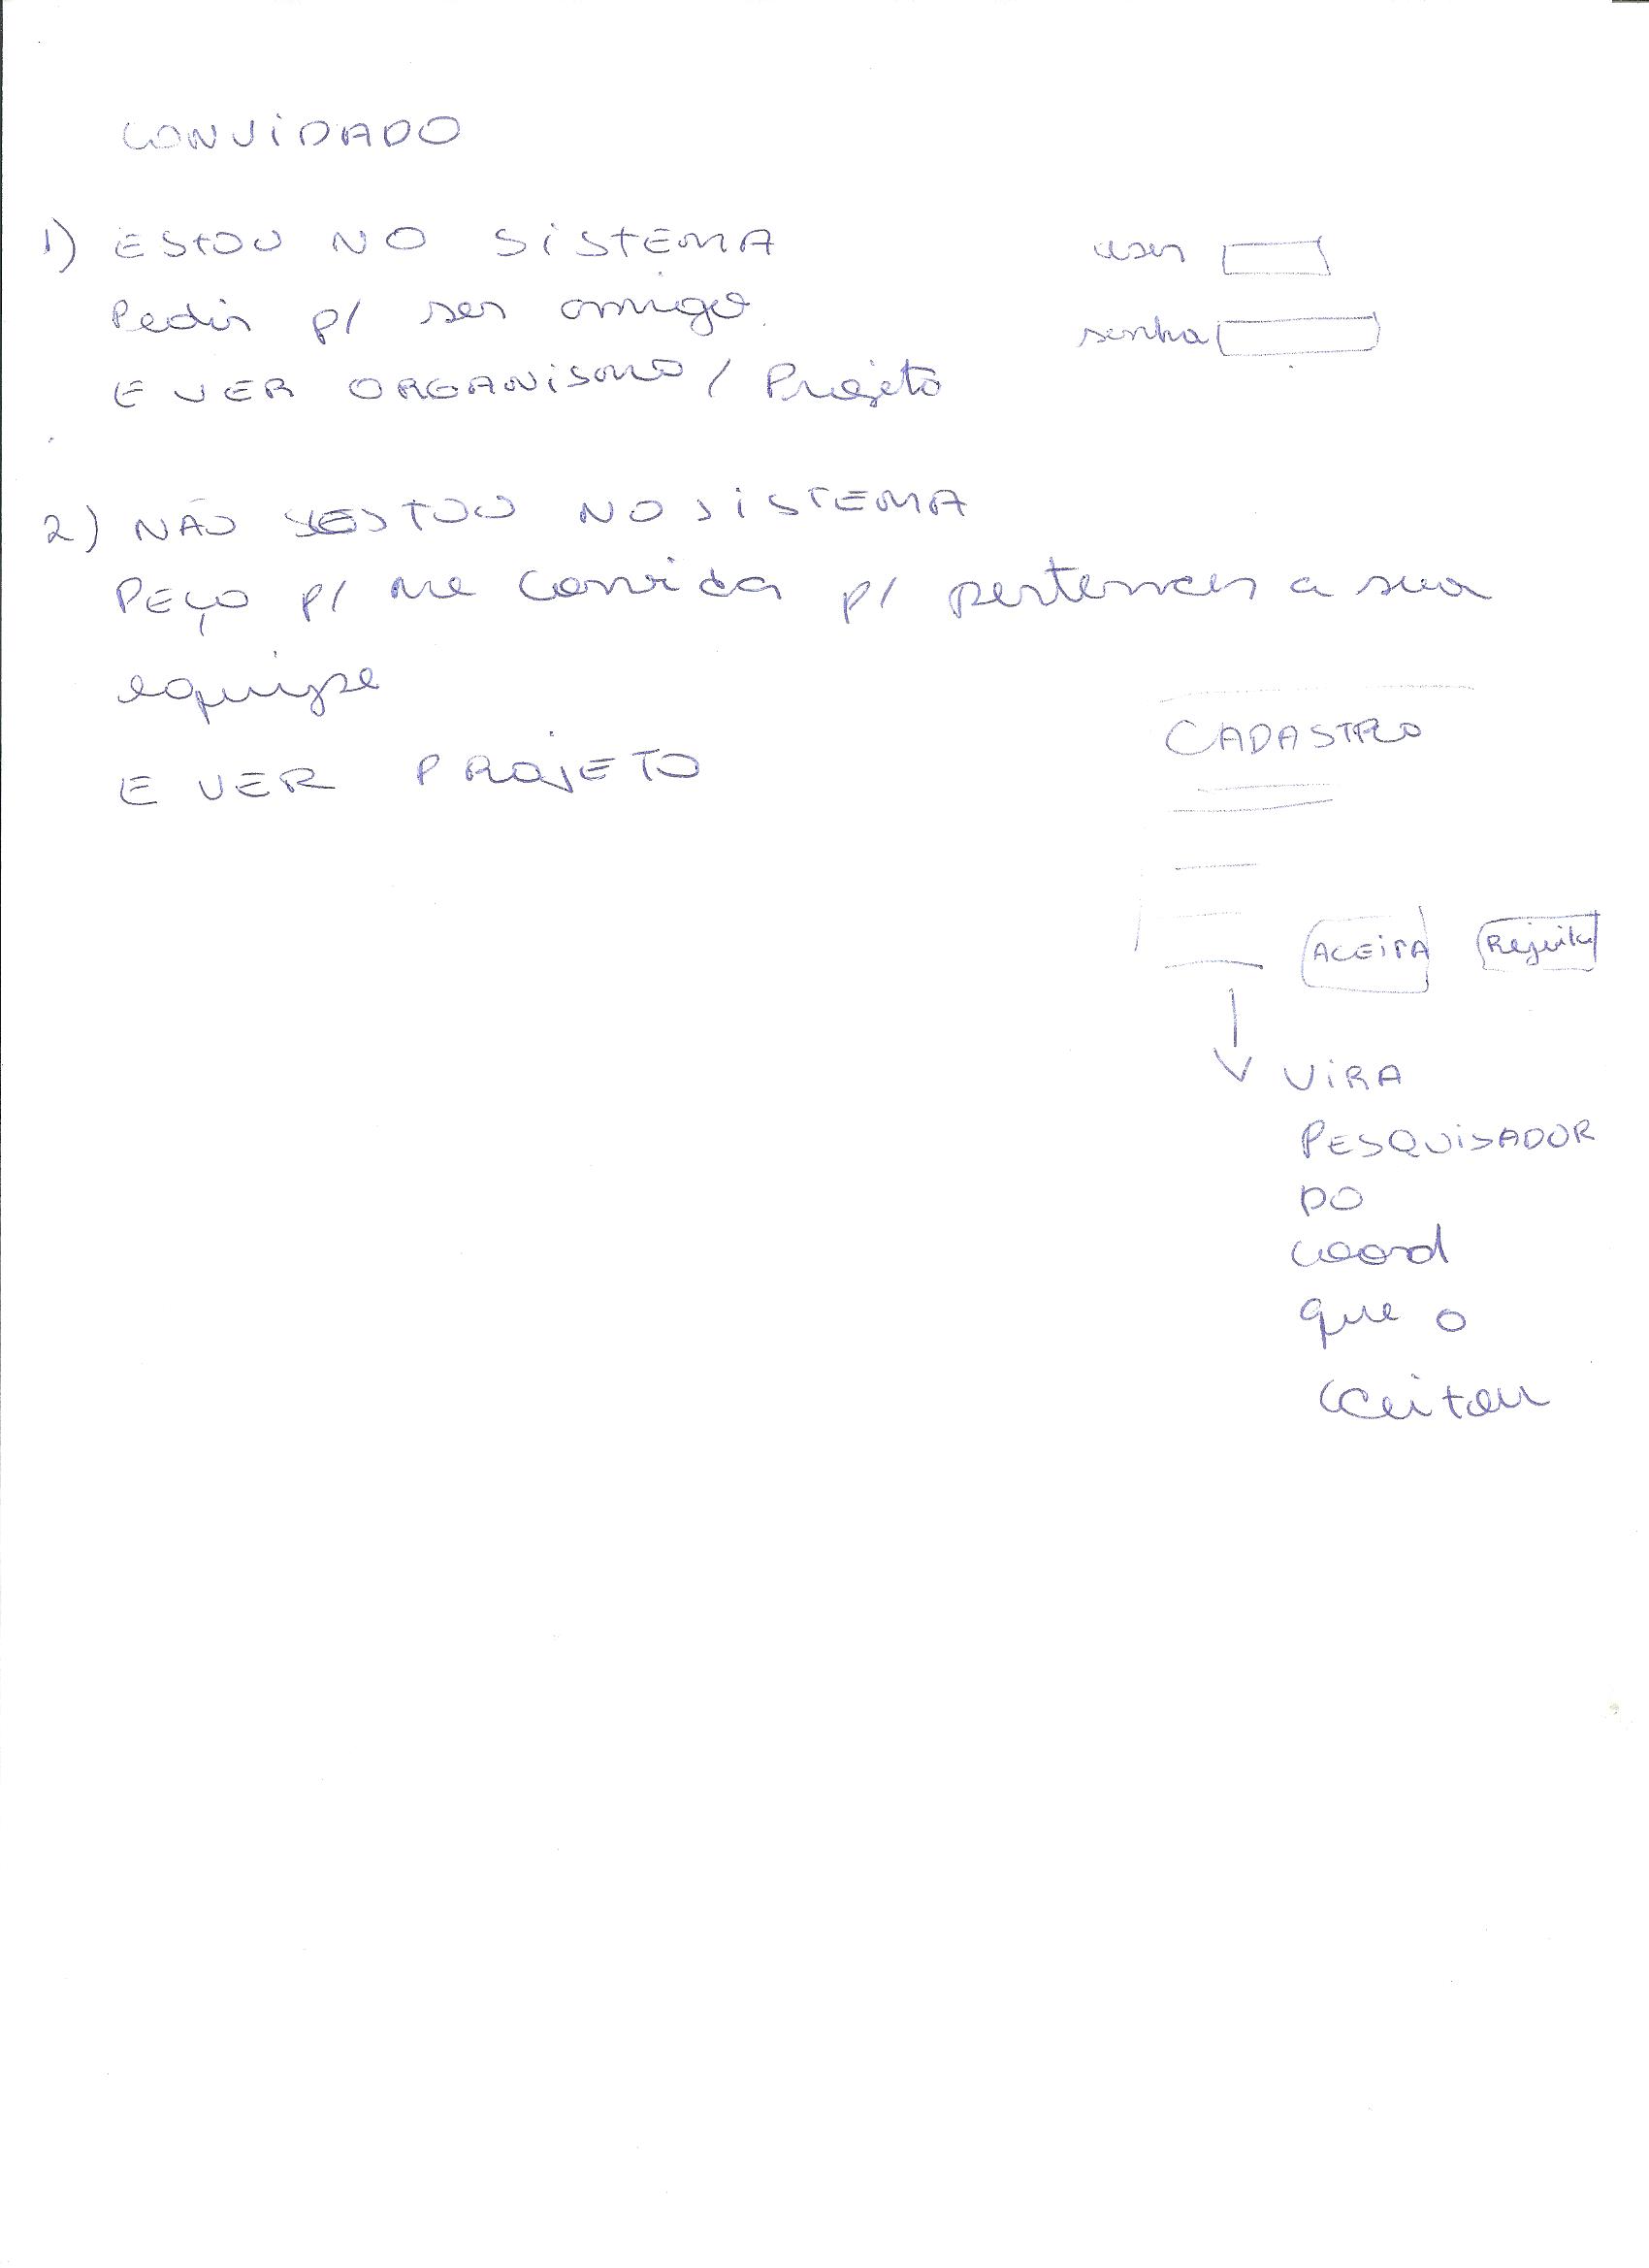 CONVIDADO
1) ESTOU NO SISTEMA
Pedir p/ ser amigo
E VER ORGANISMO / Projeto
user
senha
2) NÃO ESTOU NO SISTEMA
PEÇO p/ me convidar p/ pertencer a sua
equipe
E VER PROJETO
CADASTRO
ACEITA Rejeita
VIRA
PESQUISADOR
DO
coord
que o
aceitou